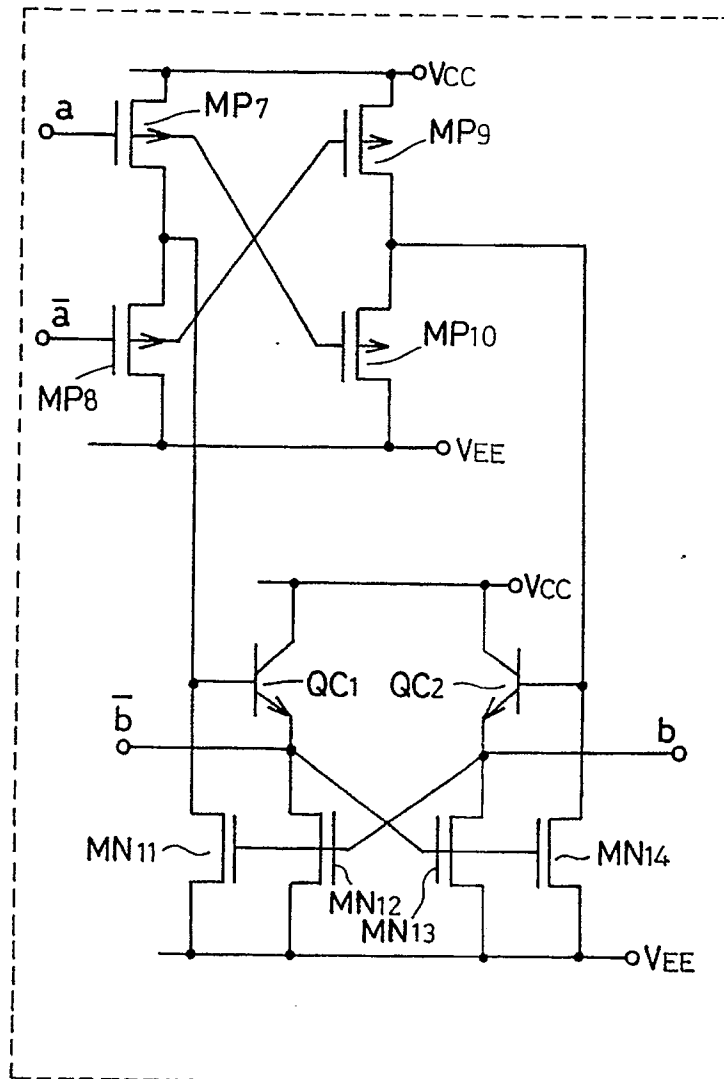 VCC
a
MP7
MP9
a̅
MP8
MP10
VEE
VCC
QC1
QC2
b̅
b
MN11
MN12
MN13
MN14
VEE